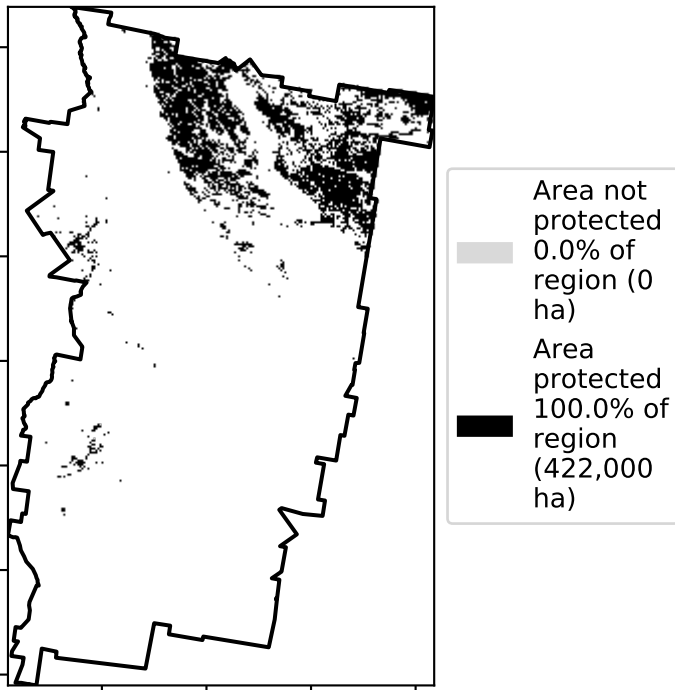 Area not
protected
0.0% of
region (0
ha)
Area
protected
100.0% of
region
(422,000
ha)